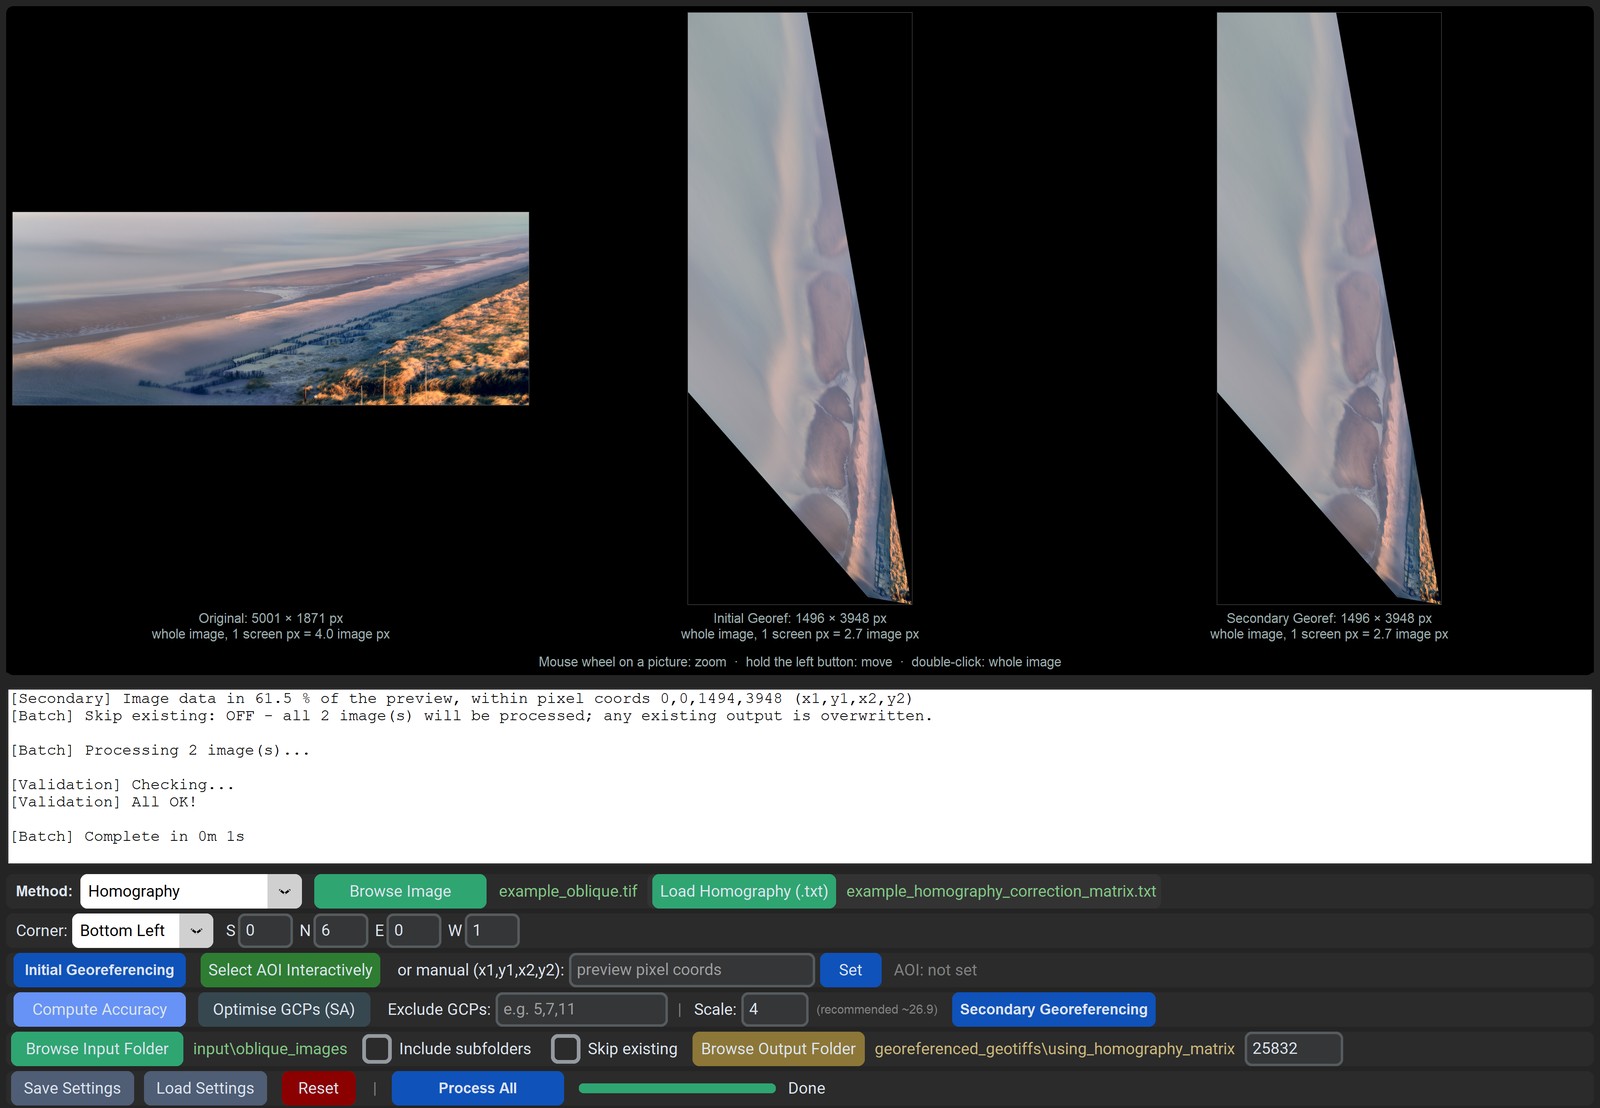 Original: 5001 × 1871 px
whole image, 1 screen px = 4.0 image px
Initial Georef: 1496 × 3948 px
whole image, 1 screen px = 2.7 image px
Secondary Georef: 1496 × 3948 px
whole image, 1 screen px = 2.7 image px
Mouse wheel on a picture: zoom · hold the left button: move · double-click: whole image
[Secondary] Image data in 61.5 % of the preview, within pixel coords 0,0,1494,3948 (x1,y1,x2,y2)
[Batch] Skip existing: OFF - all 2 image(s) will be processed; any existing output is overwritten.
[Batch] Processing 2 image(s)...
[Validation] Checking...
[Validation] All OK!
[Batch] Complete in 0m 1s
Method: Homography Browse Image example_oblique.tif Load Homography (.txt) example_homography_correction_matrix.txt
Corner: Bottom Left S 0 N 6 E 0 W 1
Initial Georeferencing Select AOI Interactively or manual (x1,y1,x2,y2): preview pixel coords Set AOI: not set
Compute Accuracy Optimise GCPs (SA) Exclude GCPs: e.g. 5,7,11 | Scale: 4 (recommended ~26.9) Secondary Georeferencing
Browse Input Folder input\oblique_images Include subfolders Skip existing Browse Output Folder georeferenced_geotiffs\using_homography_matrix 25832
Save Settings Load Settings Reset | Process All Done